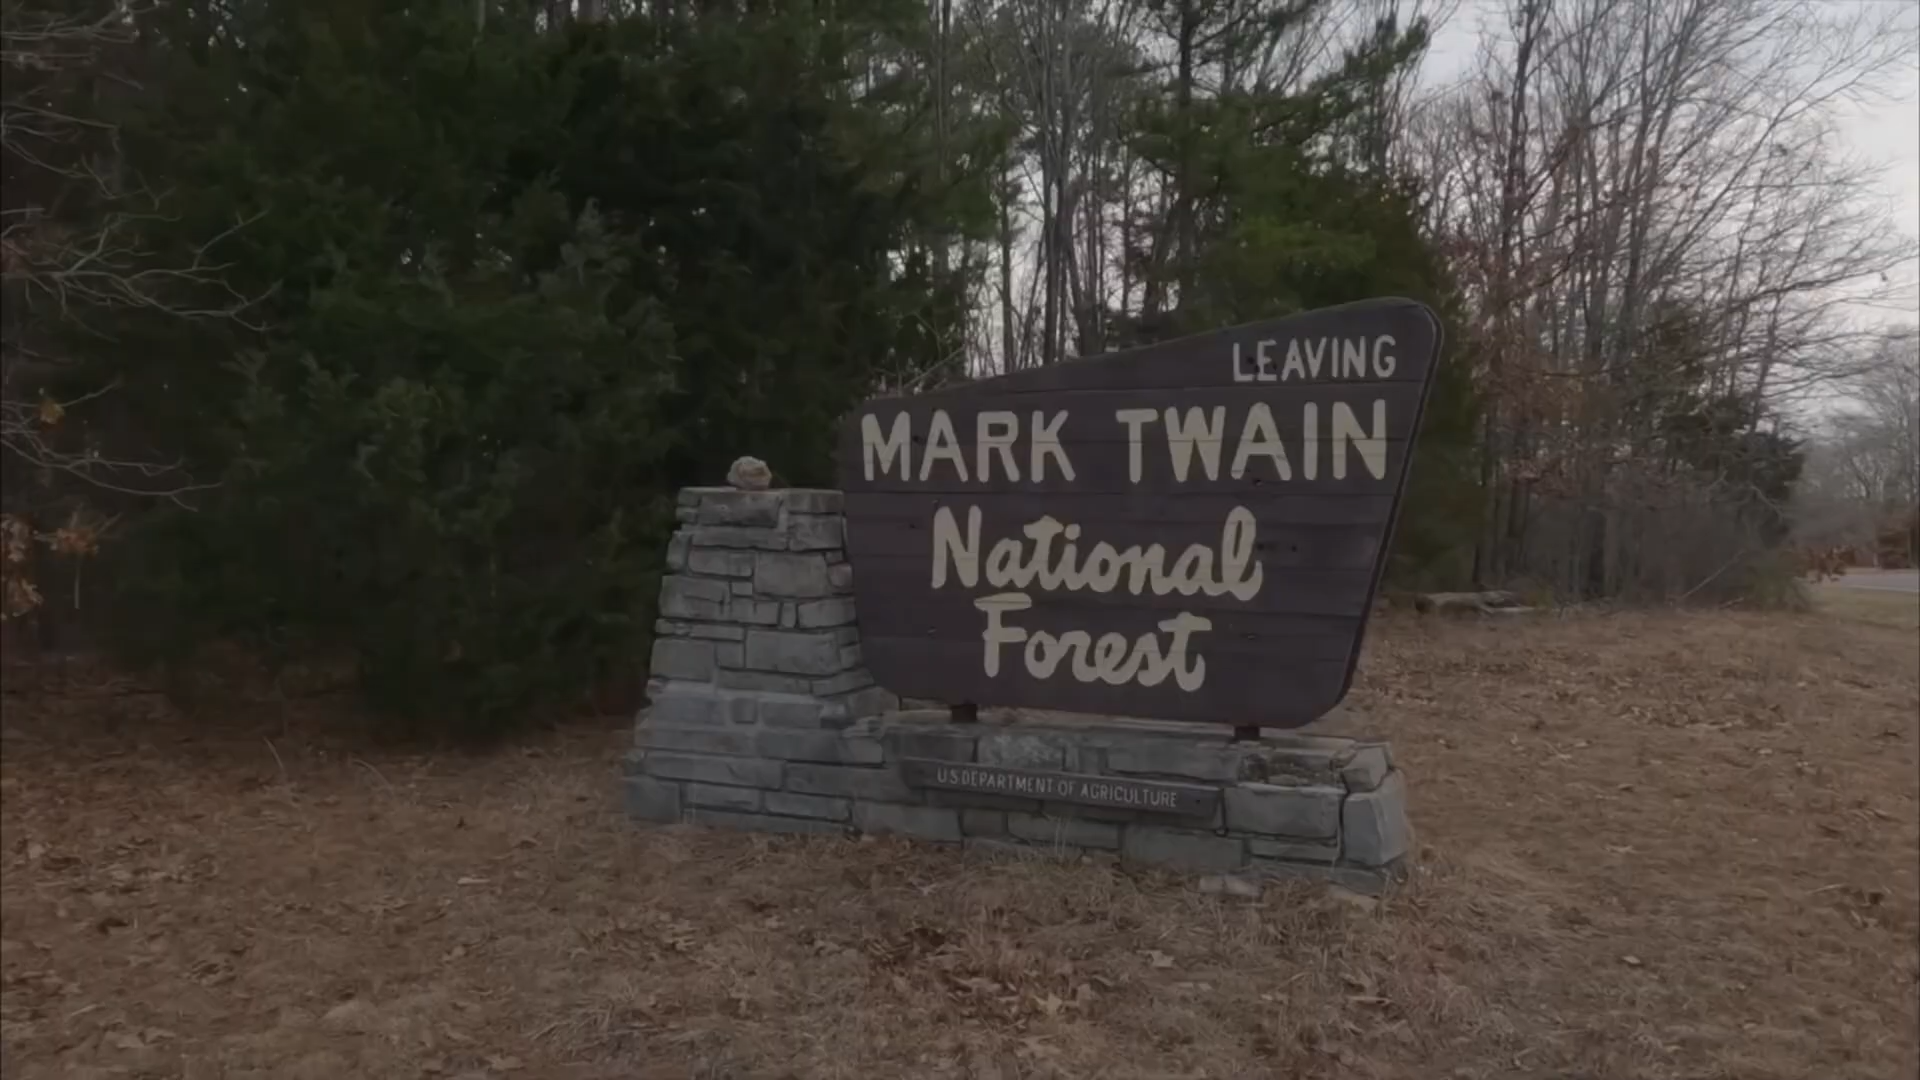 LEAVING
MARK TWAIN
National
Forest
U.S DEPARTMENT OF AGRICULTURE